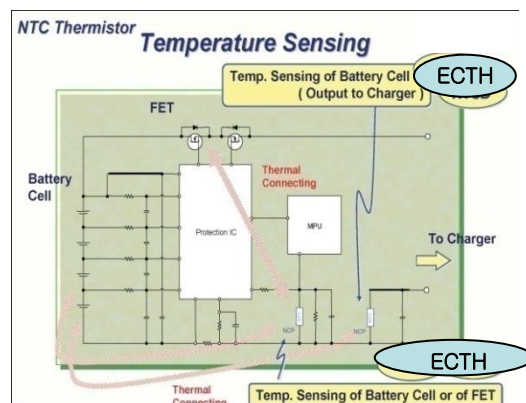 NTC Thermistor
Temperature Sensing
Temp. Sensing of Battery Cell
( Output to Charger )
ECTH
FET
Battery
Cell
Thermal
Connecting
Protection IC
MPU
To Charger
NCP
NCP
ECTH
Thermal
Connecting
Temp. Sensing of Battery Cell or of FET